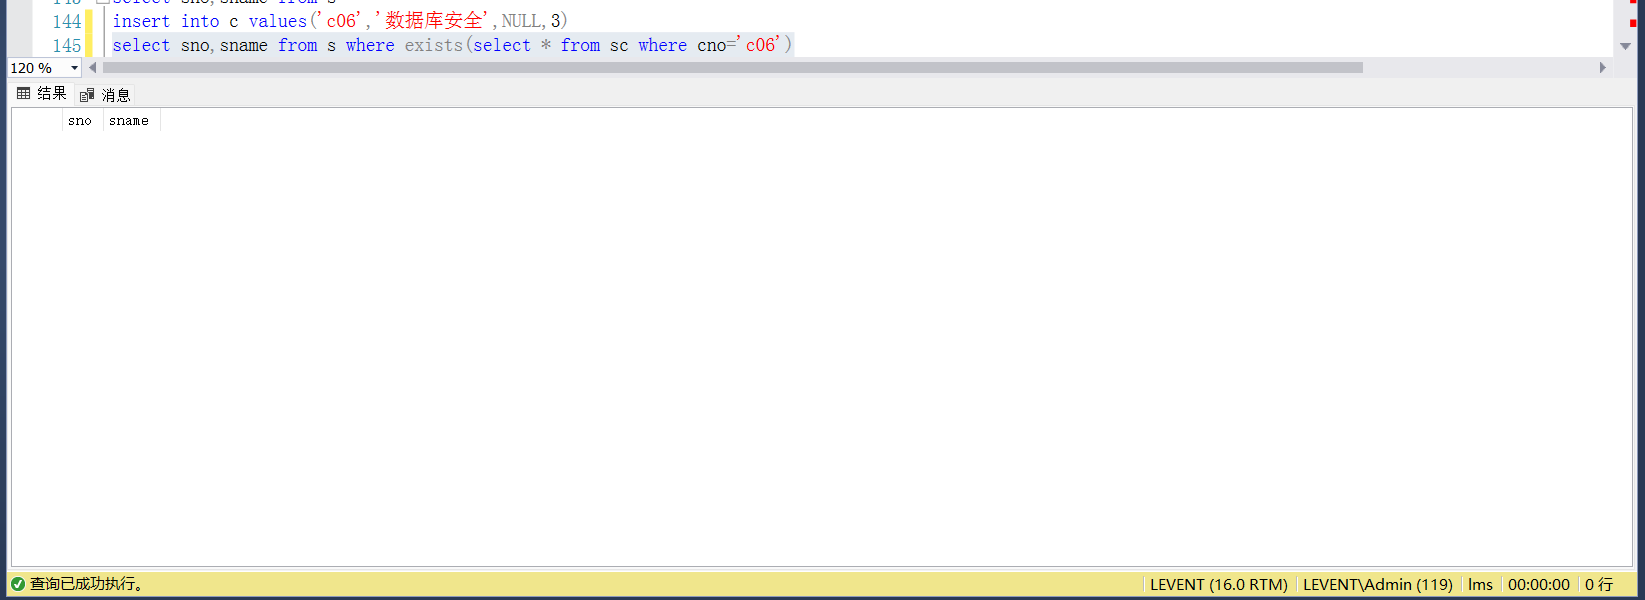 143 select sno,sname from s
144 insert into c values('c06','数据库安全',NULL,3)
145 select sno,sname from s where exists(select * from sc where cno='c06')
120 %
结果 消息
sno sname
查询已成功执行。 LEVENT (16.0 RTM) LEVENT\Admin (119) lms 00:00:00 0 行